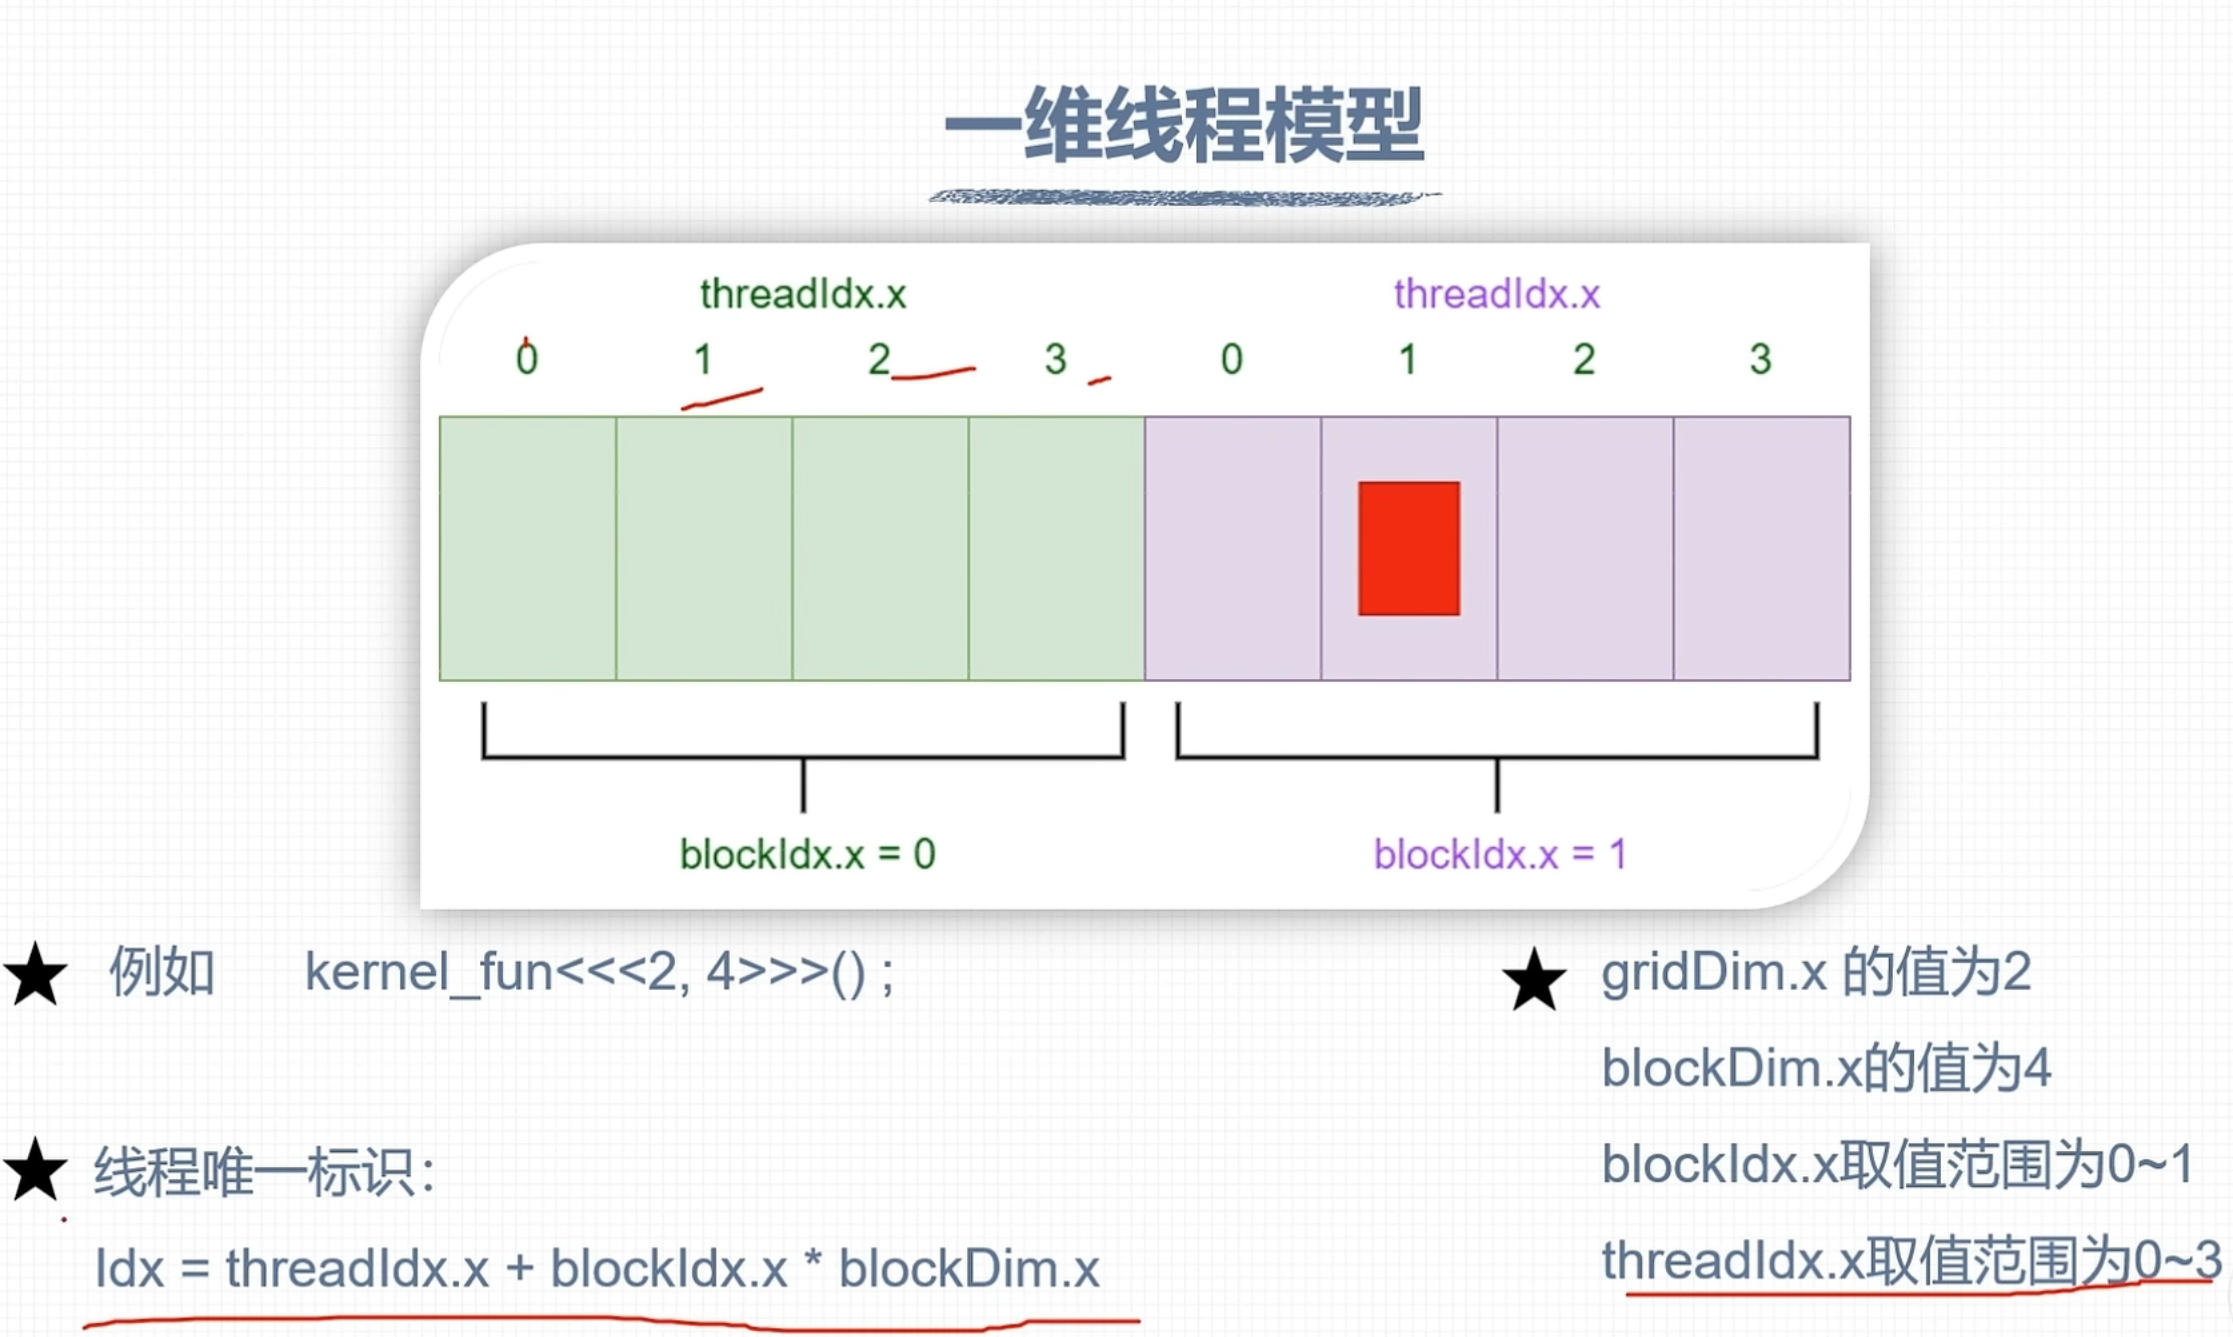 一维线程模型
threadIdx.x threadIdx.x
0 1 2 3 0 1 2 3
blockIdx.x = 0 blockIdx.x = 1
★ 例如 kernel_fun<<<2, 4>>>() ;
★ gridDim.x 的值为2
blockDim.x的值为4
blockIdx.x取值范围为0~1
threadIdx.x取值范围为0~3
★ 线程唯一标识：
Idx = threadIdx.x + blockIdx.x * blockDim.x